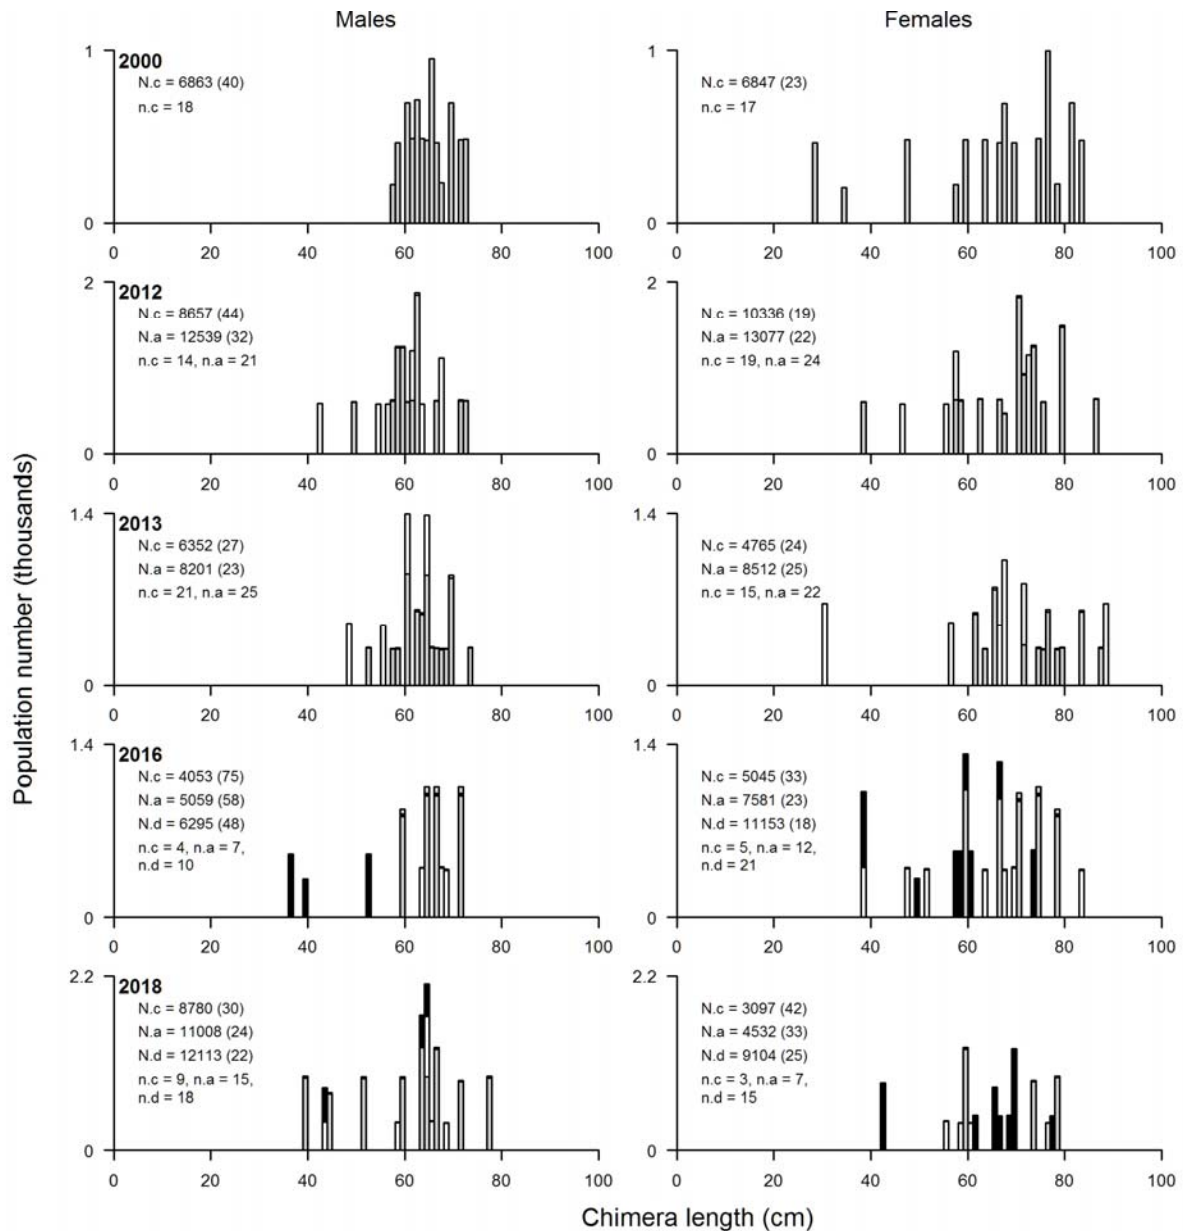 Males
Females
1
2000
N.c = 6863 (40)
n.c = 18
0
0 20 40 60 80 100
N.c = 6847 (23)
n.c = 17
1
0
0 20 40 60 80 100
2
2012
N.c = 8657 (44)
N.a = 12539 (32)
n.c = 14, n.a = 21
0
0 20 40 60 80 100
2
N.c = 10336 (19)
N.a = 13077 (22)
n.c = 19, n.a = 24
0
0 20 40 60 80 100
Population number (thousands)
1.4
2013
N.c = 6352 (27)
N.a = 8201 (23)
n.c = 21, n.a = 25
0
0 20 40 60 80 100
1.4
N.c = 4765 (24)
N.a = 8512 (25)
n.c = 15, n.a = 22
0
0 20 40 60 80 100
1.4
2016
N.c = 4053 (75)
N.a = 5059 (58)
N.d = 6295 (48)
n.c = 4, n.a = 7,
n.d = 10
0
0 20 40 60 80 100
1.4
N.c = 5045 (33)
N.a = 7581 (23)
N.d = 11153 (18)
n.c = 5, n.a = 12,
n.d = 21
0
0 20 40 60 80 100
2.2
2018
N.c = 8780 (30)
N.a = 11008 (24)
N.d = 12113 (22)
n.c = 9, n.a = 15,
n.d = 18
0
0 20 40 60 80 100
2.2
N.c = 3097 (42)
N.a = 4532 (33)
N.d = 9104 (25)
n.c = 3, n.a = 7,
n.d = 15
0
0 20 40 60 80 100
Chimera length (cm)